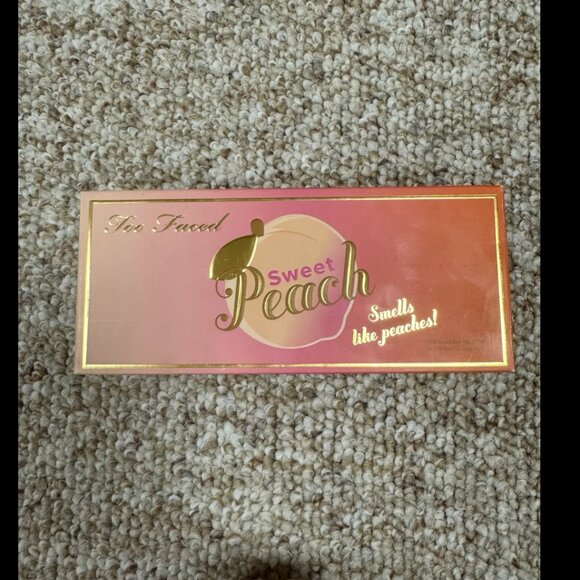 Too Faced
Sweet
Peach
Smells
like peaches!